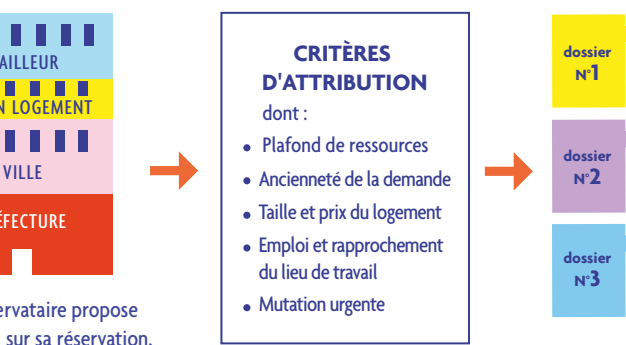 AILLEUR
N LOGEMENT
VILLE
ÉFECTURE
ervataire propose
sur sa réservation.
CRITÈRES
D'ATTRIBUTION
dont :
• Plafond de ressources
• Ancienneté de la demande
• Taille et prix du logement
• Emploi et rapprochement
du lieu de travail
• Mutation urgente
dossier
N°1
dossier
N°2
dossier
N°3